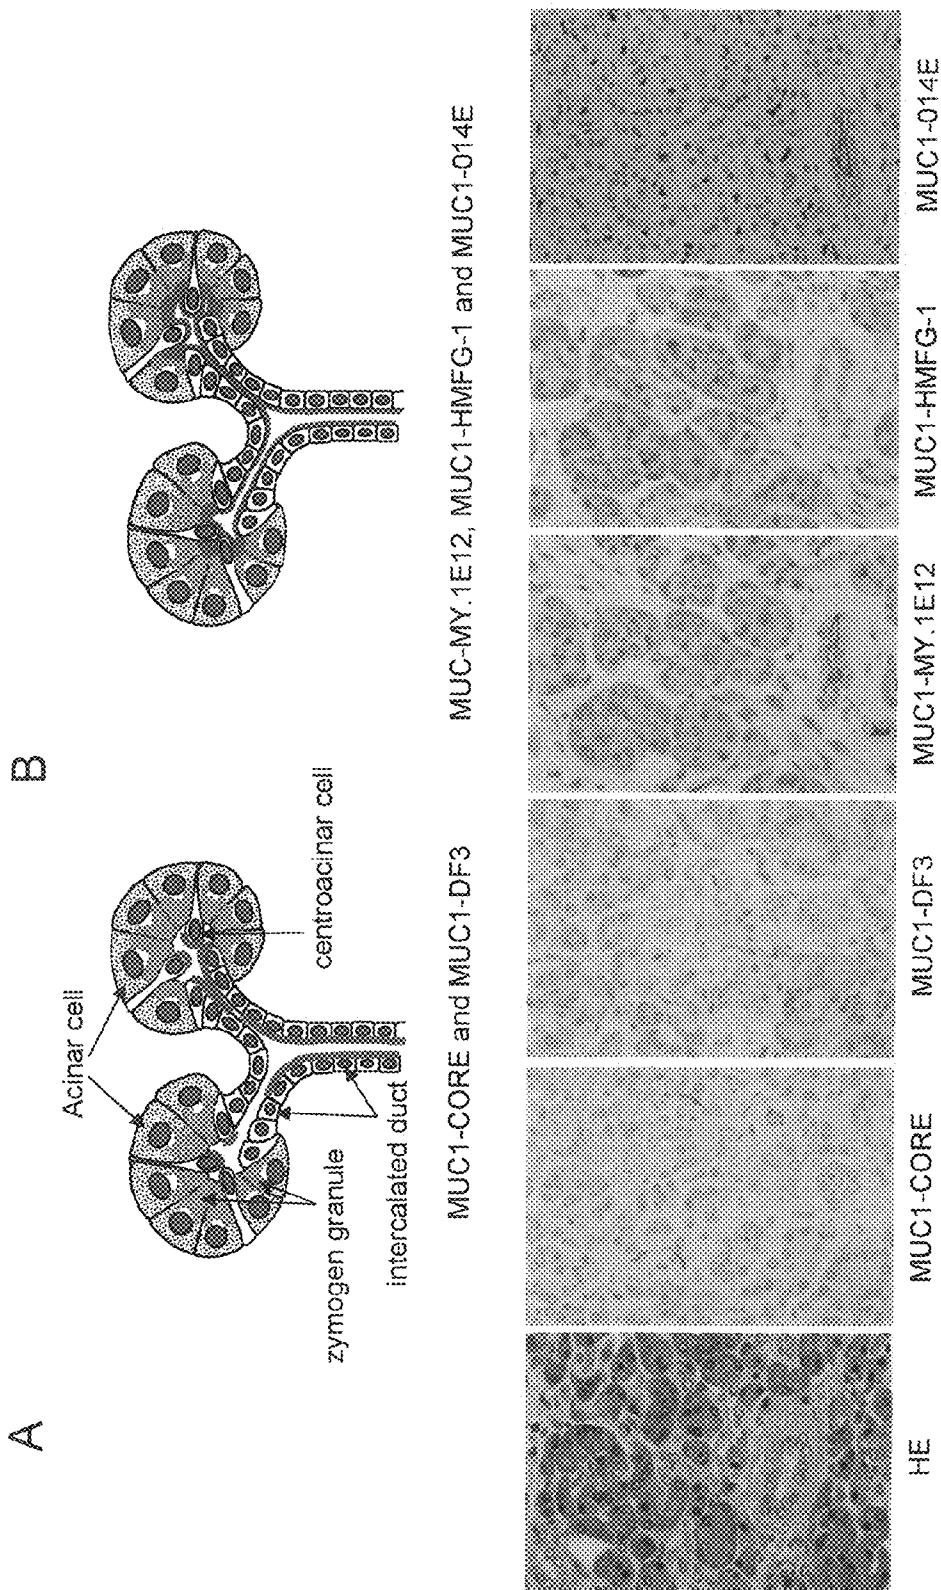 A
Acinar cell
zymogen granule
intercalated duct
centroacinar cell
MUC1-CORE and MUC1-DF3
B
MUC-MY.1E12, MUC1-HMFG-1 and MUC1-014E
HE
MUC1-CORE
MUC1-DF3
MUC1-MY.1E12
MUC1-HMFG-1
MUC1-014E